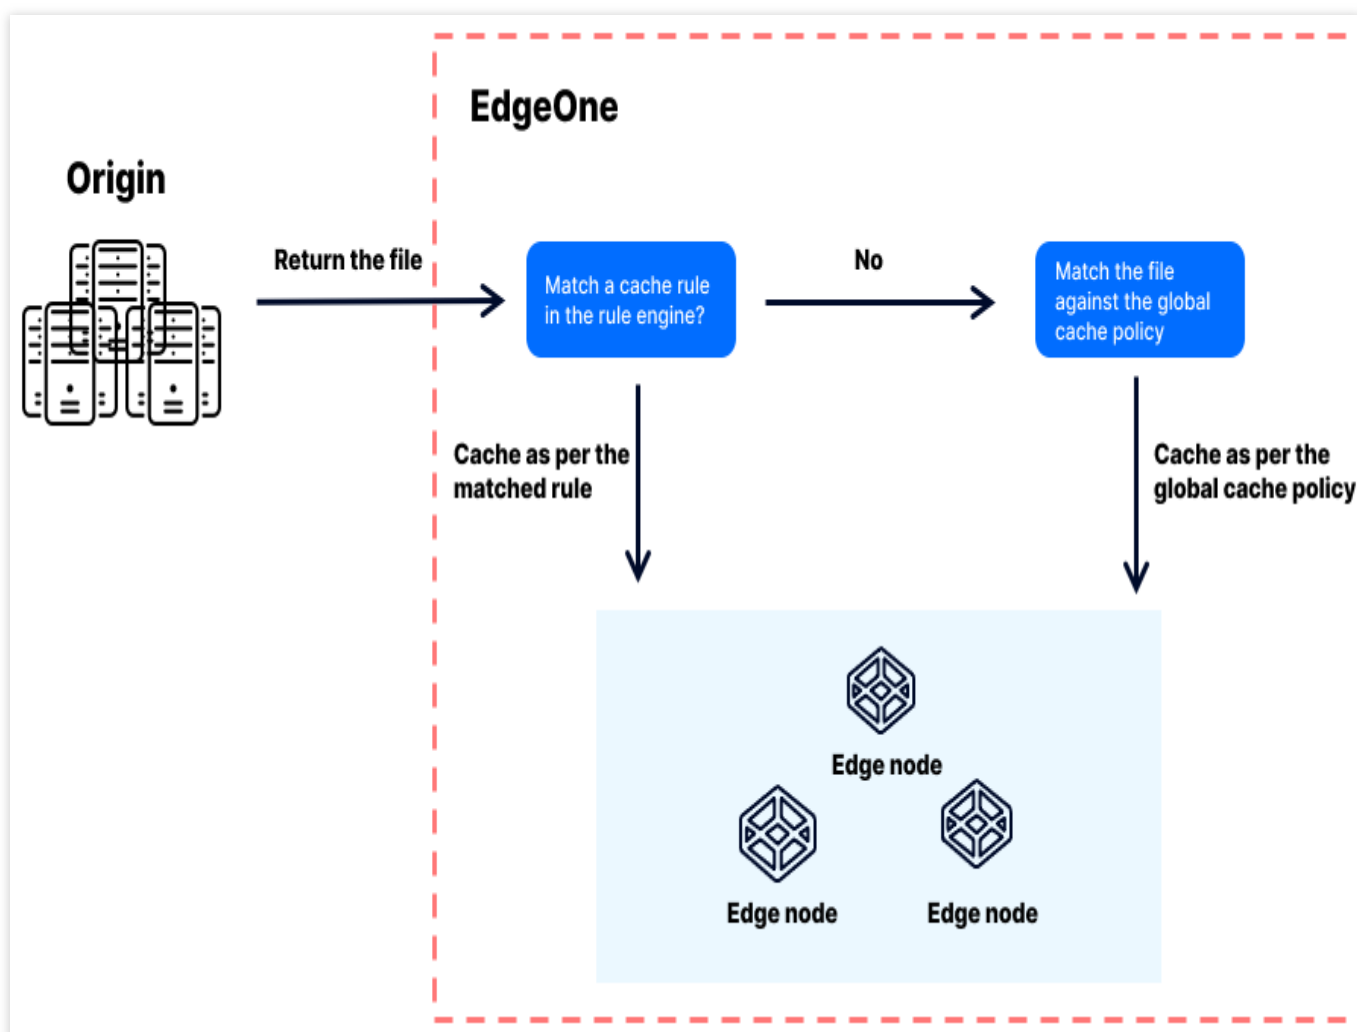 EdgeOne
Origin
Return the file
Match a cache rule
in the rule engine?
No
Match the file
against the global
cache policy
Cache as per the
matched rule
Cache as per the
global cache policy
Edge node
Edge node
Edge node